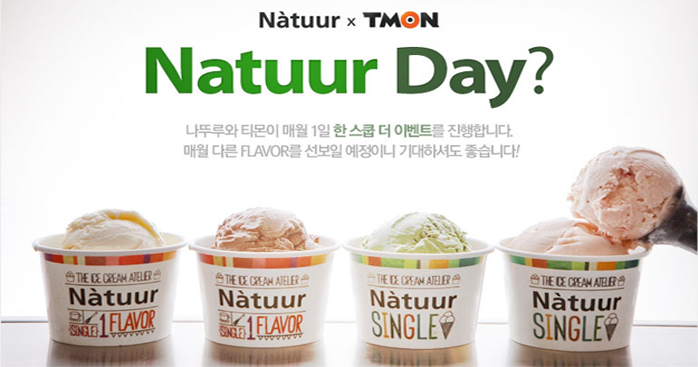 Nàtuur x TMON
Natuur Day?
나뚜루와 티몬이 매월 1일 한 스쿱 더 이벤트를 진행합니다.
매월 다른 FLAVOR를 선보일 예정이니 기대하셔도 좋습니다!
THE ICE CREAM ATELIER
Nàtuur
SINGLE 1 FLAVOR
THE ICE CREAM ATELIER
Nàtuur
SINGLE 1 FLAVOR
THE ICE CREAM ATELIER
Nàtuur
SINGLE
THE ICE CREAM ATELIER
Nàtuur
SINGLE